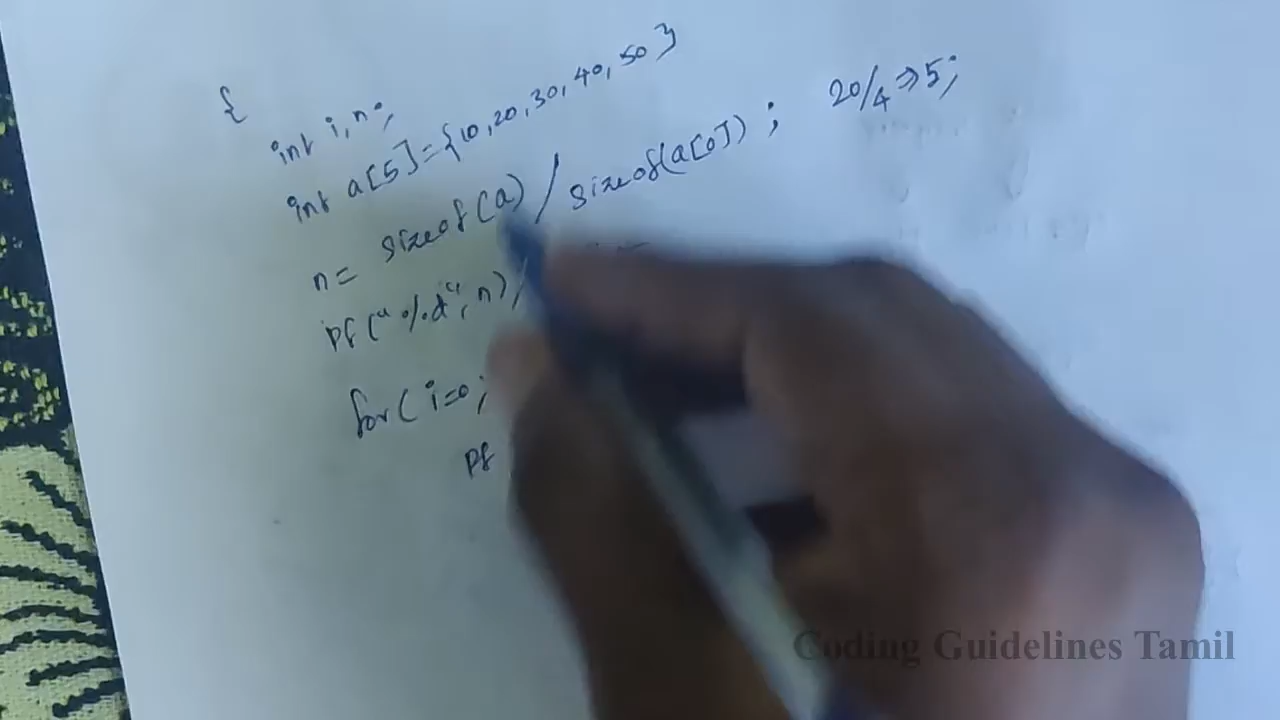 {
int i, n;
int a[5]={10,20,30,40,50}
n= sizeof(a) / sizeof(a[0]); 20/4 ⇒ 5;
Pf("%d", n);
for( i=0;
Pf
Coding Guidelines Tamil